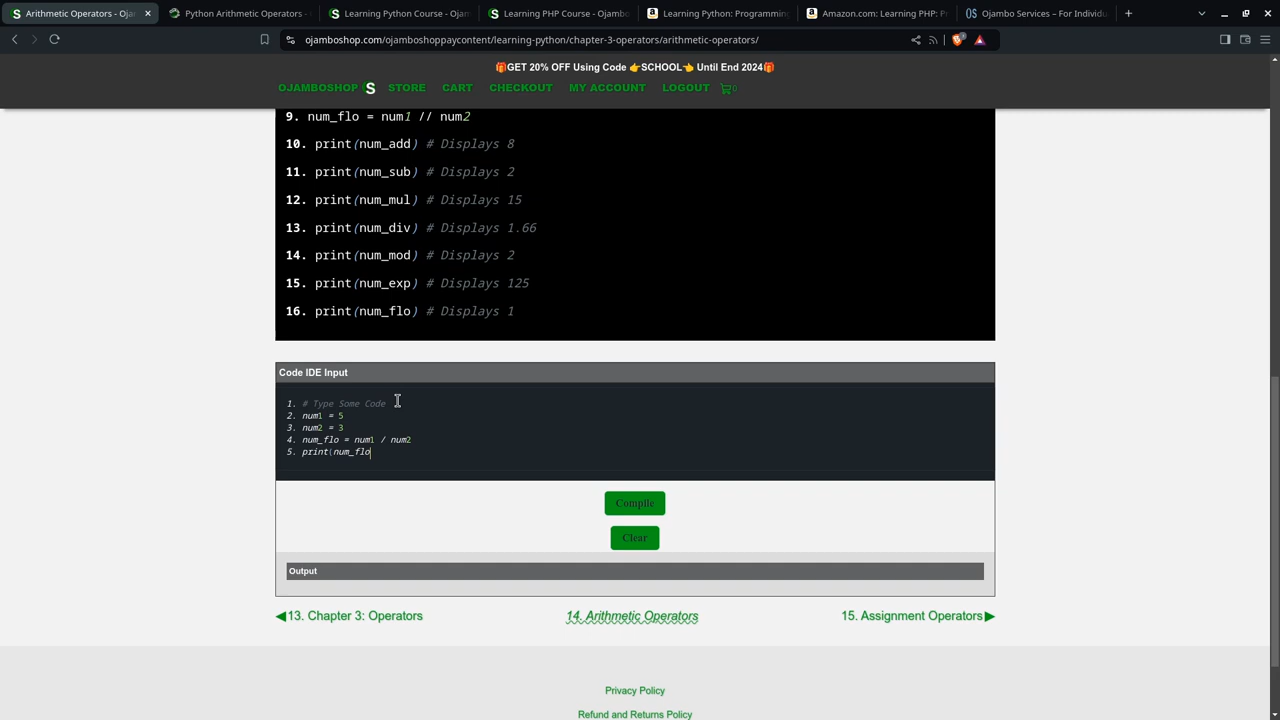 Arithmetic Operators - Oja
Python Arithmetic Operators -
Learning Python Course - Ojam
Learning PHP Course - Ojambo
Learning Python: Programming
Amazon.com: Learning PHP: P
Ojambo Services – For Individu
ojamboshop.com/ojamboshoppaycontent/learning-python/chapter-3-operators/arithmetic-operators/
🎁GET 20% OFF Using Code 👉SCHOOL👈 Until End 2024🎁
OJAMBOSHOP S STORE CART CHECKOUT MY ACCOUNT LOGOUT 0
9. num_flo = num1 // num2
10. print(num_add) # Displays 8
11. print(num_sub) # Displays 2
12. print(num_mul) # Displays 15
13. print(num_div) # Displays 1.66
14. print(num_mod) # Displays 2
15. print(num_exp) # Displays 125
16. print(num_flo) # Displays 1
Code IDE Input
1. # Type Some Code
2. num1 = 5
3. num2 = 3
4. num_flo = num1 / num2
5. print(num_flo
Compile
Clear
Output
◀13. Chapter 3: Operators
14. Arithmetic Operators
15. Assignment Operators▶
Privacy Policy
Refund and Returns Policy